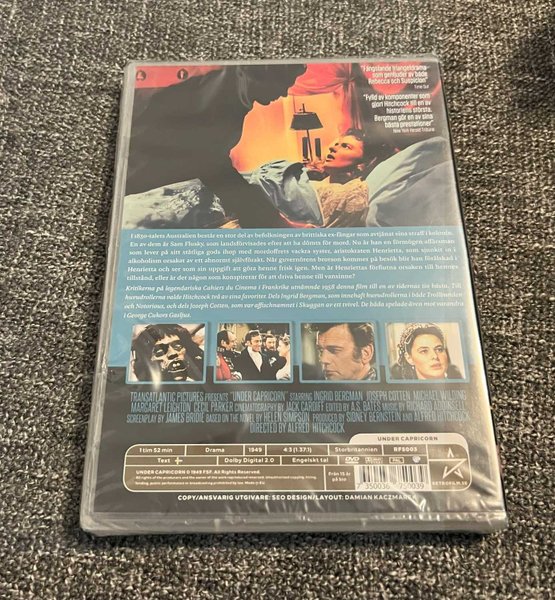 "Fängslande triangeldrama
som genljuder av både
Rebecca och Suspicion"
Time Out
"Fylld av komponenter som
gjort Hitchcock till en av
historiens största.
Bergman gör en av sina
bästa prestationer"
New York Herald Tribune
I 1830-talets Australien består en stor del av befolkningen av brittiska ex-fångar som avtjänat sina straff i kolonin.
En av dem är Sam Flusky, som landsförvisades efter att ha dömts för mord. Nu är han en förmögen affärsman
som lever på sitt ståtliga gods ihop med mordoffrets vackra syster, aristokraten Henrietta, som sjunkit in i
alkoholism orsakat av ett abnormt självförakt. När guvernörens brorson kommer på besök blir han förälskad
i Henrietta och ser som sin uppgift att göra henne frisk igen. Men är Henriettas förflutna orsaken till hennes
tillstånd, eller är det någon som konspirerar för att driva henne till vansinne?
Kritikerna på legendariska Cahiers du Cinema i Frankrike utnämnde 1958 denna film till en av de tidernas tio bästa. Till
huvudrollerna valde Hitchcock två av sina favoriter. Dels Ingrid Bergman, som innehaft huvudrollerna i både Trollbunden
och Notorious, och dels Joseph Cotten, som var affischnamnet i Skuggan av ett tvivel. De båda spelade även mot varandra
i George Cukors Gasljus.
TRANSATLANTIC PICTURES PRESENTS "UNDER CAPRICORN" STARRING INGRID BERGMAN JOSEPH COTTEN MICHAEL WILDING
MARGARET LEIGHTON CECIL PARKER CINEMATOGRAPHY BY JACK CARDIFF EDITED BY A.S. BATES MUSIC BY RICHARD ADDINSELL
SCREENPLAY BY JAMES BRIDIE BASED ON THE NOVEL BY HELEN SIMPSON PRODUCED BY SIDNEY BERNSTEIN AND ALFRED HITCHCOCK
DIRECTED BY ALFRED HITCHCOCK
UNDER CAPRICORN
1 tim 52 min Drama 1949 4:3 (1.37:1) Storbritannien RFS003
Text Dolby Digital 2.0 Engelskt tal
DVD
Från 15 år
på bio
UNDER CAPRICORN © 1949 FSF. All Rights Reserved.
7 350036 750039
RETROFILM.SE
COPY/ANSVARIG UTGIVARE: SEO DESIGN/LAYOUT: DAMIAN KACZMAREK